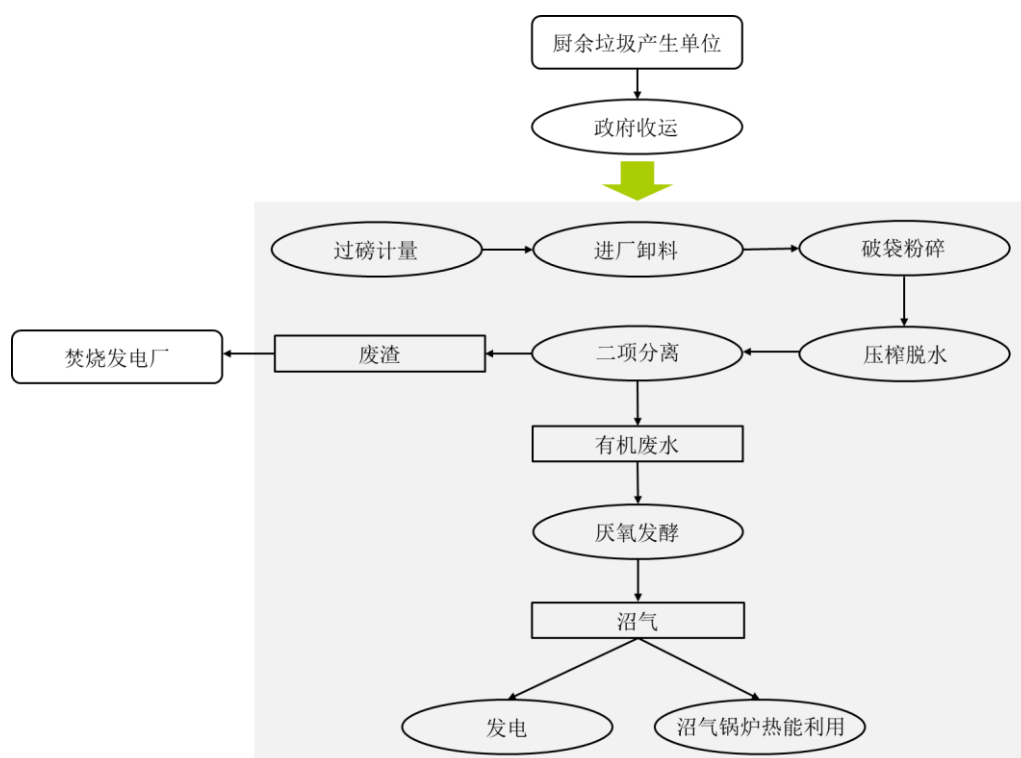 厨余垃圾产生单位
政府收运
过磅计量
进厂卸料
破袋粉碎
焚烧发电厂
废渣
二项分离
压榨脱水
有机废水
厌氧发酵
沼气
发电
沼气锅炉热能利用